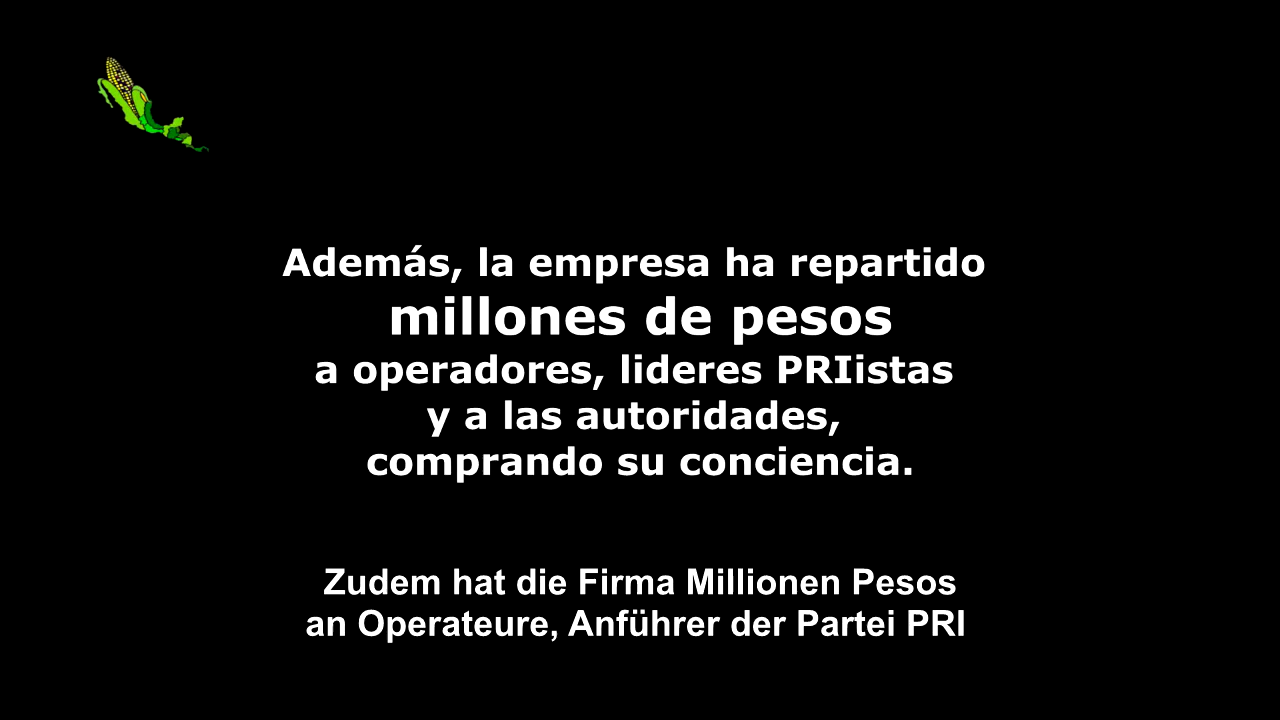 Además, la empresa ha repartido
millones de pesos
a operadores, lideres PRIistas
y a las autoridades,
comprando su conciencia.
Zudem hat die Firma Millionen Pesos
an Operateure, Anführer der Partei PRI